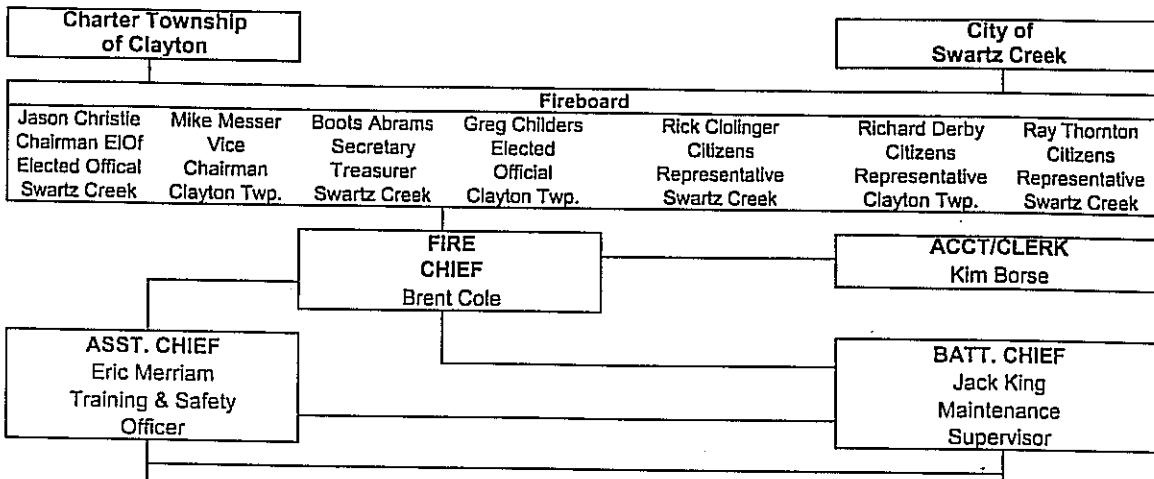 Charter Township
of Clayton
City of
Swartz Creek
Fireboard
Jason Christie
Chairman ElOf
Elected Offical
Swartz Creek
Mike Messer
Vice
Chairman
Clayton Twp.
Boots Abrams
Secretary
Treasurer
Swartz Creek
Greg Childers
Elected
Official
Clayton Twp.
Rick Clolinger
Citizens
Representative
Swartz Creek
Richard Derby
Citizens
Representative
Clayton Twp.
Ray Thornton
Citizens
Representative
Swartz Creek
FIRE
CHIEF
Brent Cole
ACCT/CLERK
Kim Borse
ASST. CHIEF
Eric Merriam
Training & Safety
Officer
BATT. CHIEF
Jack King
Maintenance
Supervisor